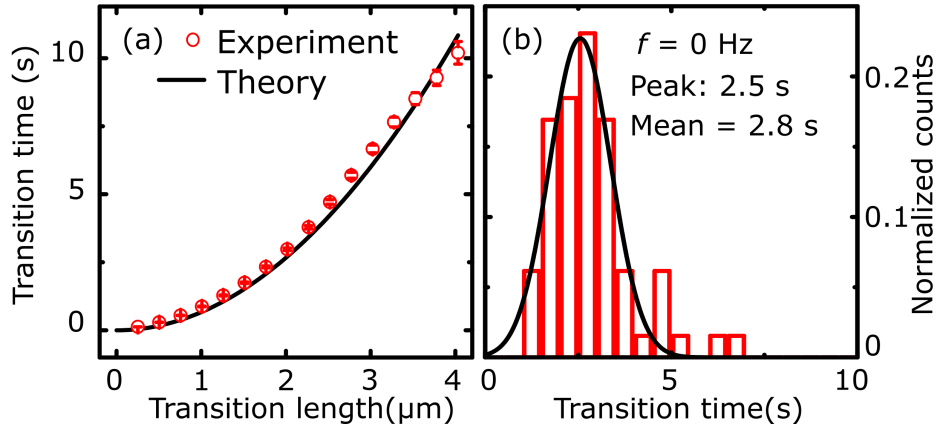 (a)
Experiment
Theory
Transition time (s)
10
5
0
0
1
2
3
4
Transition length(μm)
(b)
f = 0 Hz
Peak: 2.5 s
Mean = 2.8 s
Normalized counts
0.2
0.1
0
0
5
10
Transition time(s)